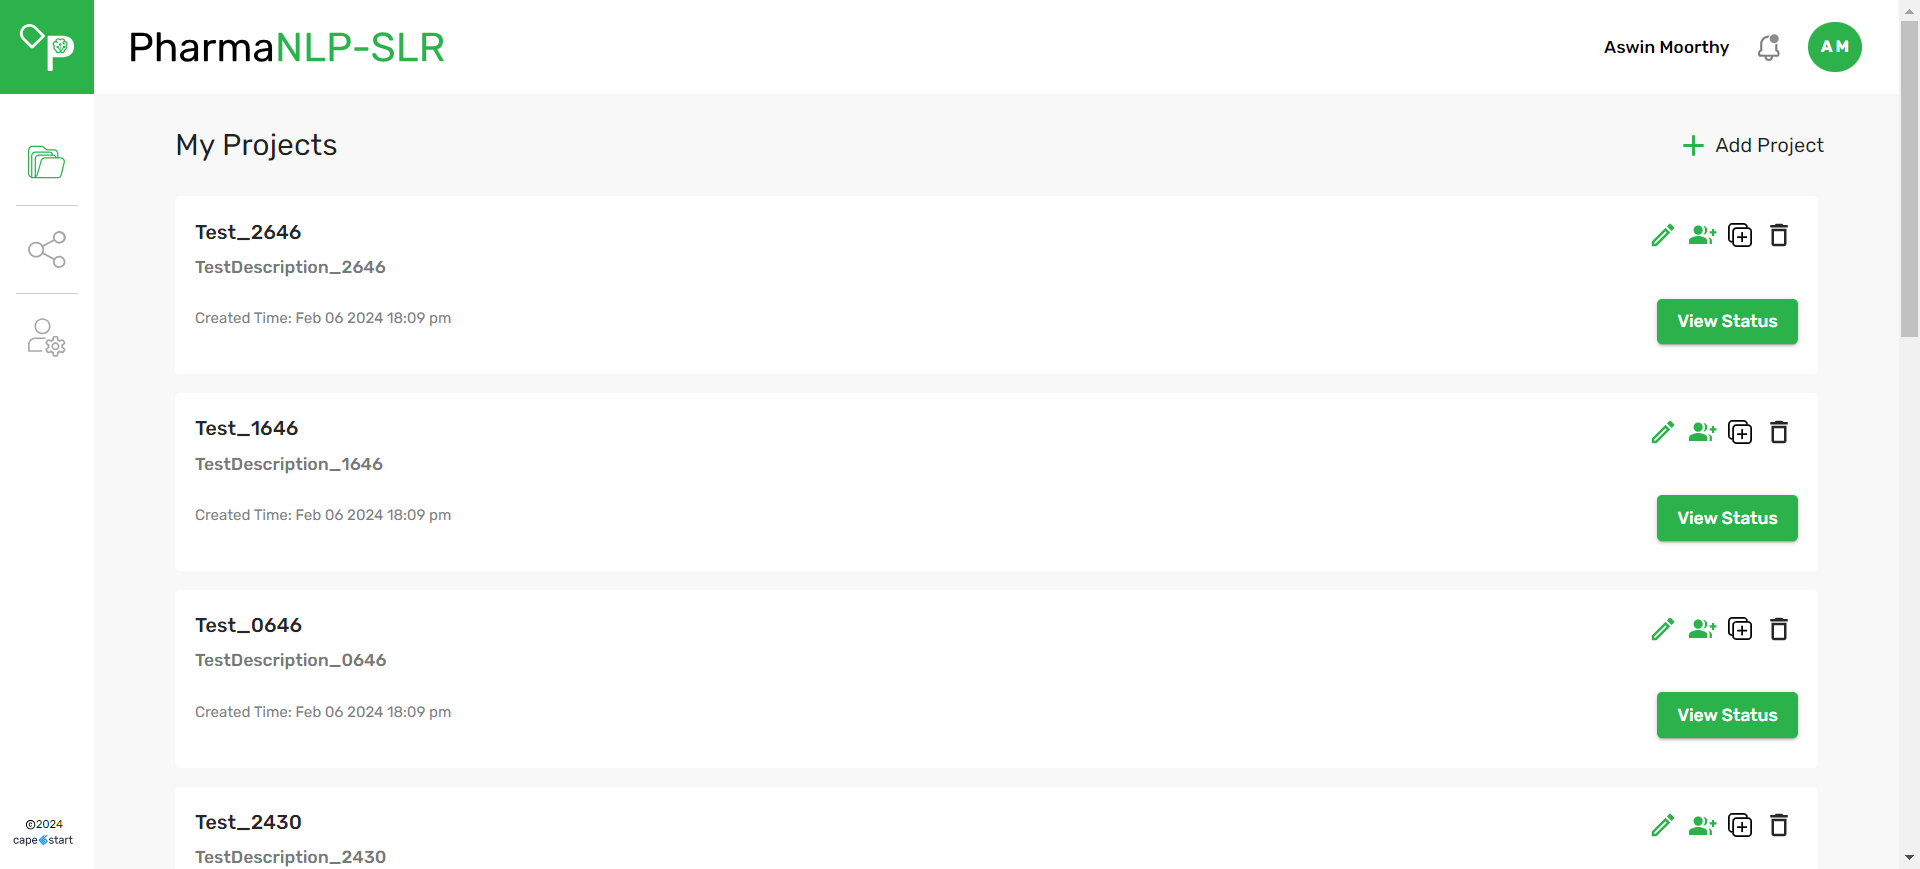 PharmaNLP-SLR
Aswin Moorthy
AM
My Projects
Add Project
Test_2646
TestDescription_2646
Created Time: Feb 06 2024 18:09 pm
View Status
Test_1646
TestDescription_1646
Created Time: Feb 06 2024 18:09 pm
View Status
Test_0646
TestDescription_0646
Created Time: Feb 06 2024 18:09 pm
View Status
Test_2430
TestDescription_2430
©2024
capestart